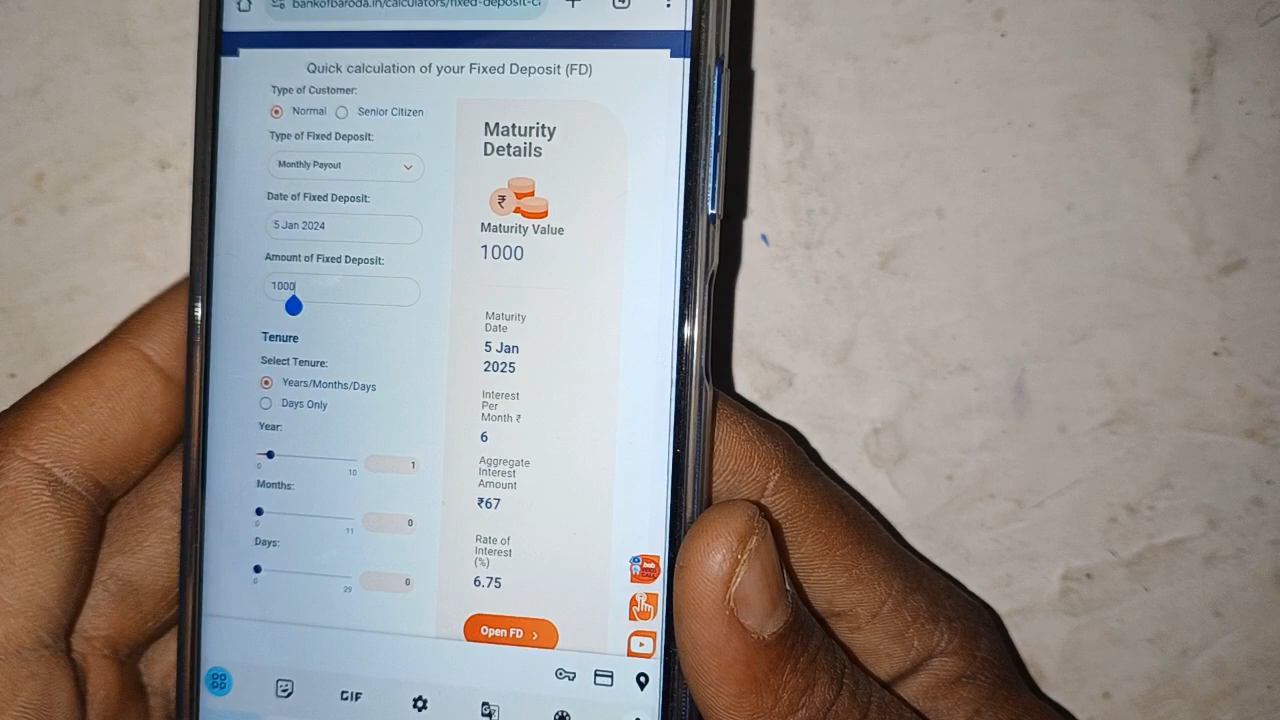 bankofbaroda.in/calculators/fixed-deposit-c
Quick calculation of your Fixed Deposit (FD)
Type of Customer:
Normal Senior Citizen
Type of Fixed Deposit:
Monthly Payout
Date of Fixed Deposit:
5 Jan 2024
Amount of Fixed Deposit:
1000
Tenure
Select Tenure:
Years/Months/Days
Days Only
Year:
1
0 10
Months:
0
0 11
Days:
0
0 29
Maturity
Details
₹
Maturity Value
1000
Maturity
Date
5 Jan
2025
Interest
Per
Month ₹
6
Aggregate
Interest
Amount
₹67
Rate of
Interest
(%)
6.75
Open FD >
bob
GIF